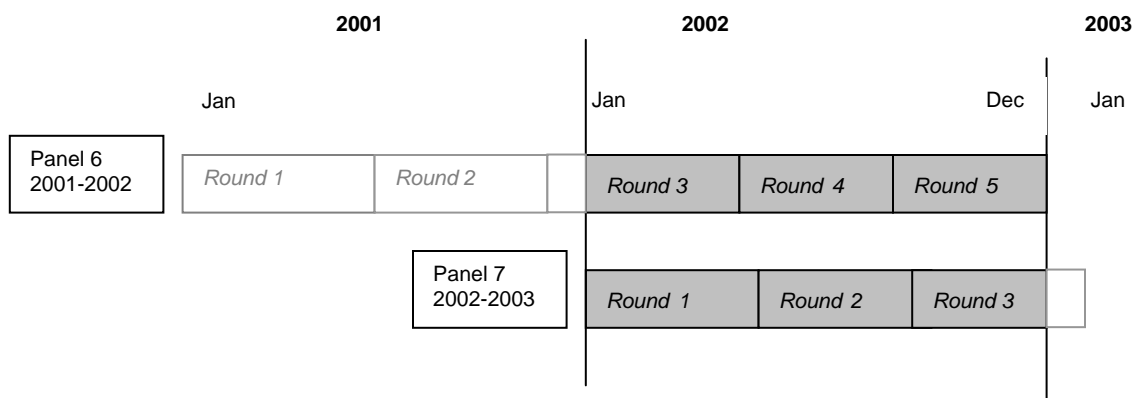 2001 2002 2003
Jan Jan Dec Jan
Panel 6
2001-2002
Round 1 Round 2 Round 3 Round 4 Round 5
Panel 7
2002-2003
Round 1 Round 2 Round 3